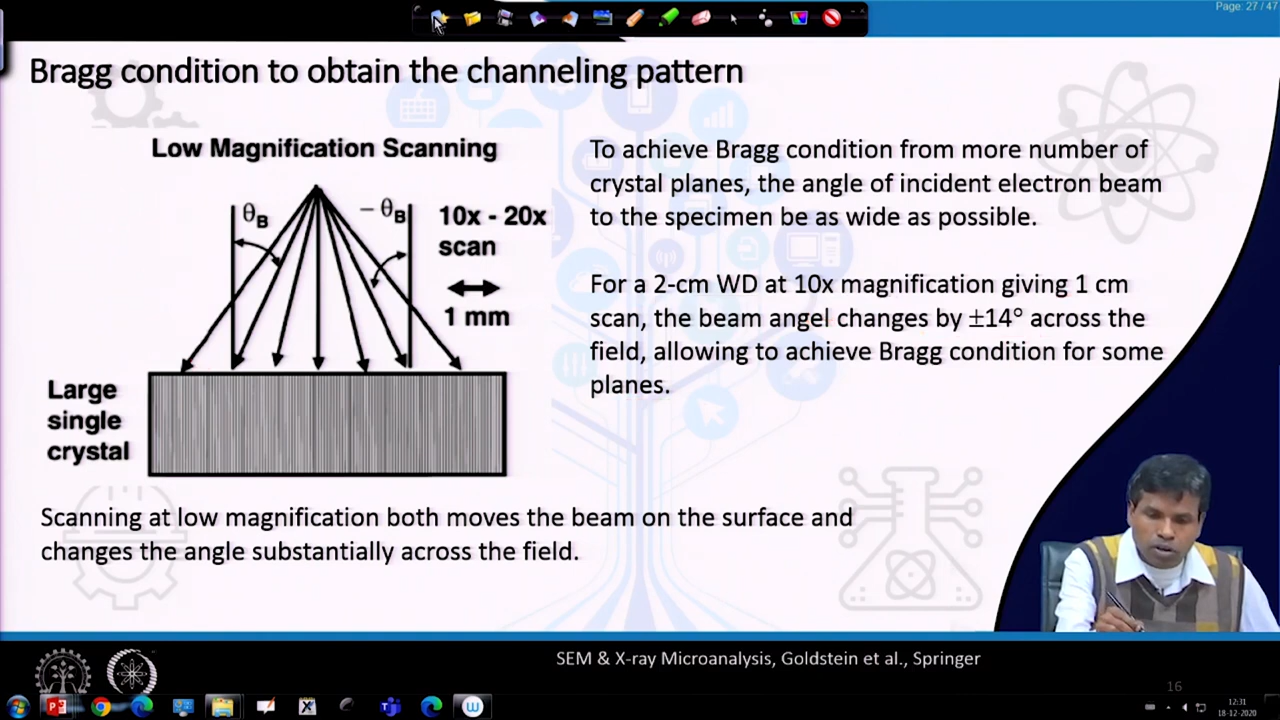 Page: 27 / 47
Bragg condition to obtain the channeling pattern
Low Magnification Scanning
θB
– θB
10x - 20x
scan
1 mm
Large
single
crystal
To achieve Bragg condition from more number of
crystal planes, the angle of incident electron beam
to the specimen be as wide as possible.
For a 2-cm WD at 10x magnification giving 1 cm
scan, the beam angel changes by ±14° across the
field, allowing to achieve Bragg condition for some
planes.
Scanning at low magnification both moves the beam on the surface and
changes the angle substantially across the field.
SEM & X-ray Microanalysis, Goldstein et al., Springer
16
12:31
18-12-2020